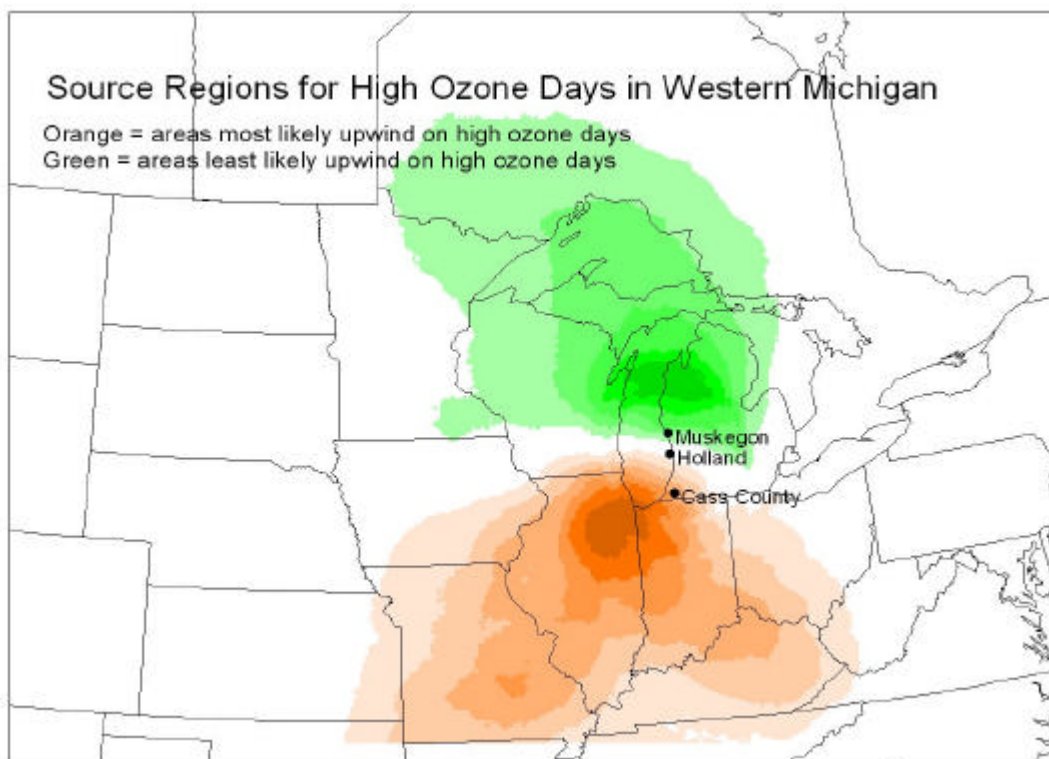 Source Regions for High Ozone Days in Western Michigan
Orange = areas most likely upwind on high ozone days
Green = areas least likely upwind on high ozone days
Muskegon
Holland
Cass County